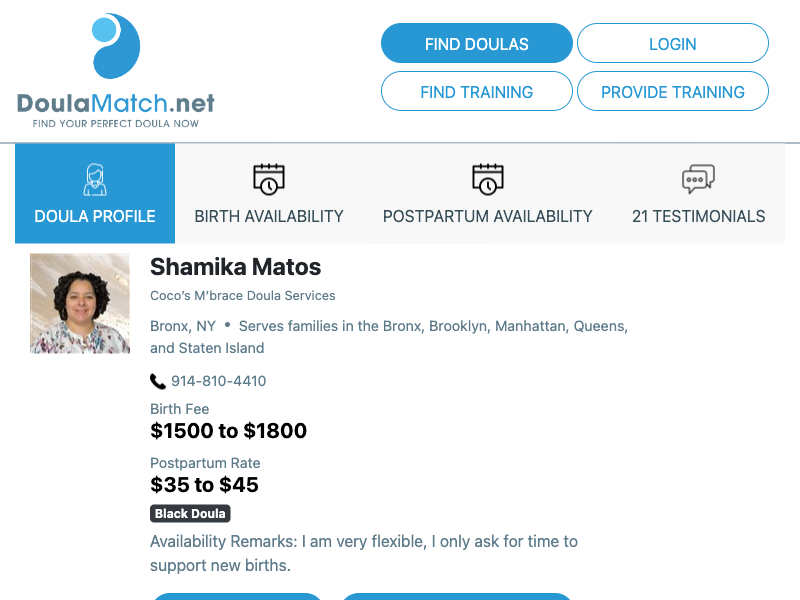 DoulaMatch.net
FIND YOUR PERFECT DOULA NOW
FIND DOULAS
LOGIN
FIND TRAINING
PROVIDE TRAINING
DOULA PROFILE
BIRTH AVAILABILITY
POSTPARTUM AVAILABILITY
21 TESTIMONIALS
Shamika Matos
Coco's M'brace Doula Services
Bronx, NY • Serves families in the Bronx, Brooklyn, Manhattan, Queens,
and Staten Island
914-810-4410
Birth Fee
$1500 to $1800
Postpartum Rate
$35 to $45
Black Doula
Availability Remarks: I am very flexible, I only ask for time to
support new births.